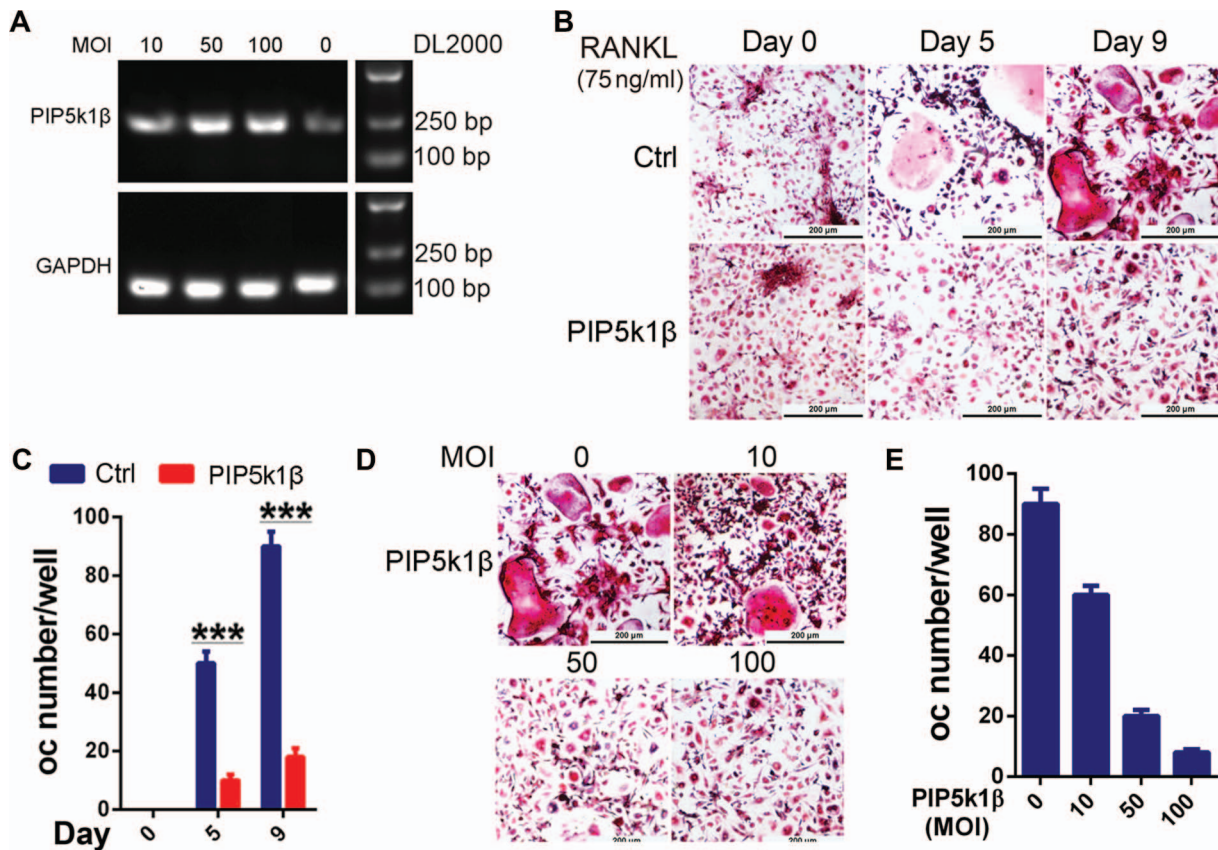 A
MOI 10 50 100 0 DL2000
PIP5k1β
250 bp
100 bp
GAPDH
250 bp
100 bp
B
RANKL
(75 ng/ml)
Day 0 Day 5 Day 9
Ctrl
200 µm 200 µm 200 µm
PIP5k1β
200 µm 200 µm 200 µm
C
Ctrl PIP5k1β
oc number/well
100
80
60
40
20
0
*** ***
Day 0 5 9
D
MOI 0 10
PIP5k1β
200 µm 200 µm
50 100
200 µm 200 µm
E
oc number/well
100
80
60
40
20
0
PIP5k1β
(MOI)
0 10 50 100